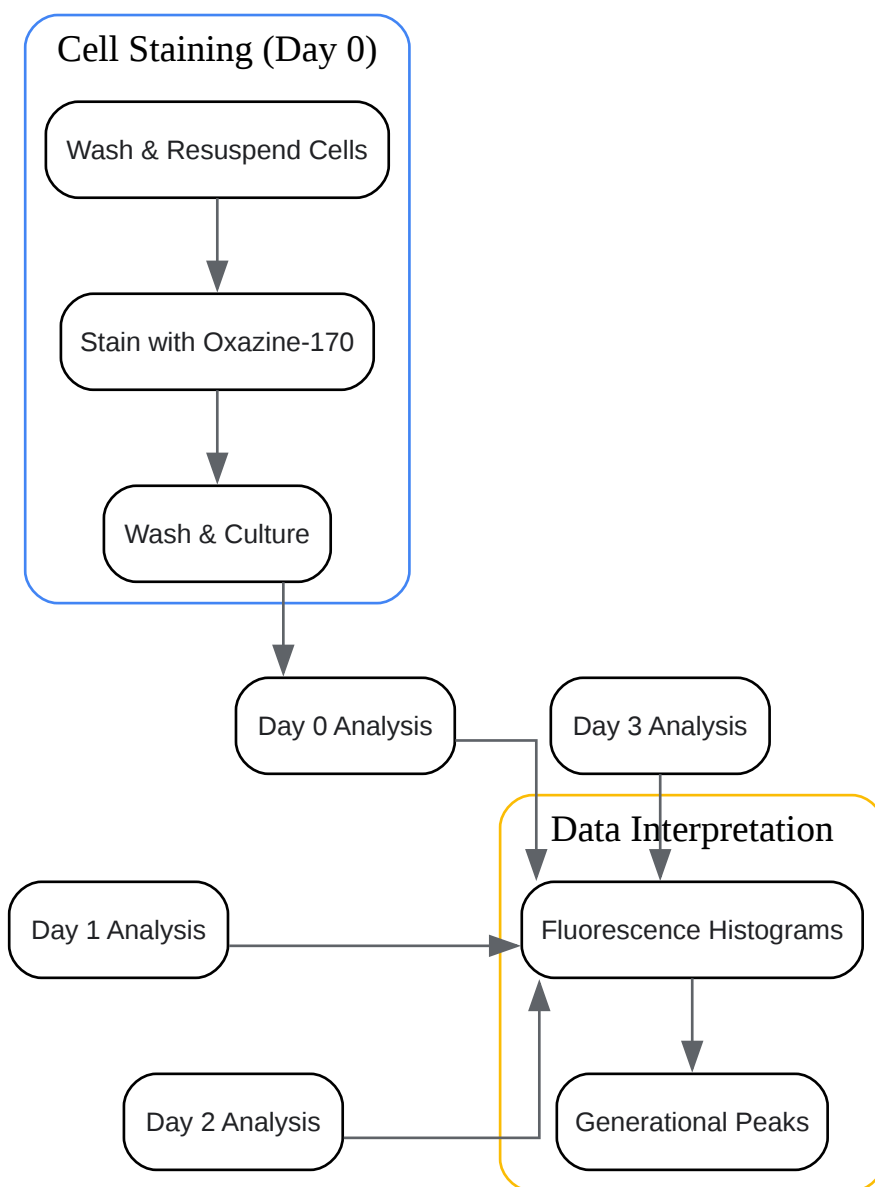 Cell Staining (Day 0)
Wash & Resuspend Cells
Stain with Oxazine-170
Wash & Culture
Day 0 Analysis
Day 3 Analysis
Data Interpretation
Day 1 Analysis
Fluorescence Histograms
Day 2 Analysis
Generational Peaks